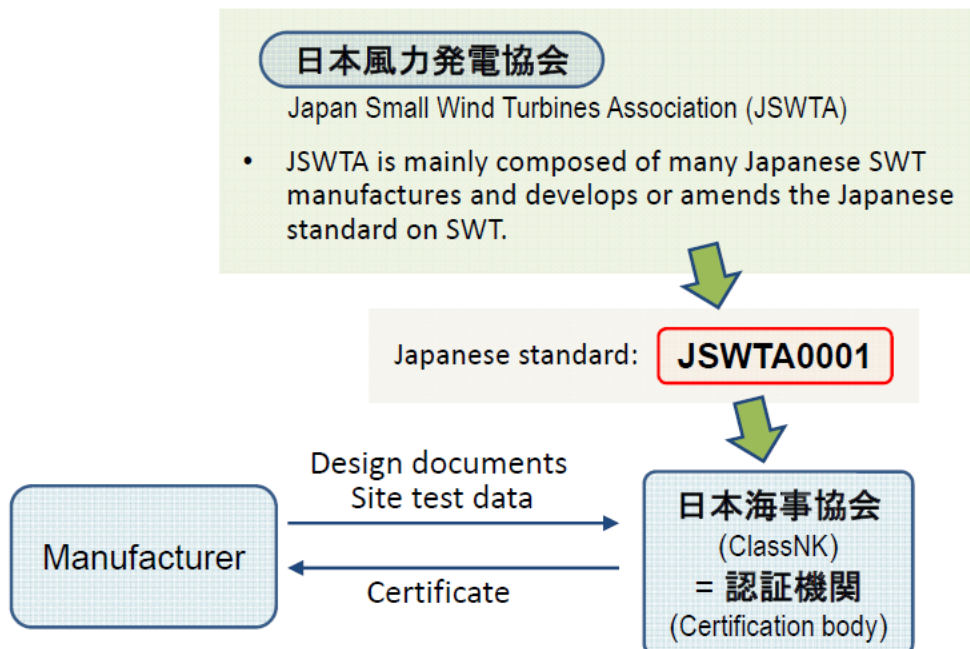 日本風力発電協会
Japan Small Wind Turbines Association (JSWTA)
• JSWTA is mainly composed of many Japanese SWT
manufactures and develops or amends the Japanese
standard on SWT.
Japanese standard: JSWTA0001
Design documents
Site test data
Manufacturer
Certificate
日本海事協会
(ClassNK)
= 認証機関
(Certification body)